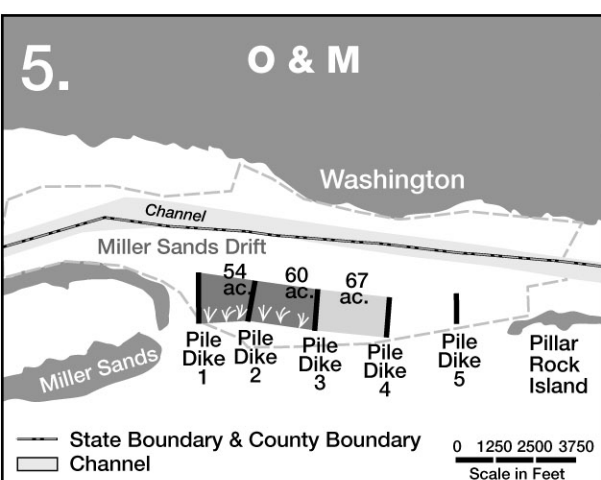 5.
O & M
Washington
Channel
Miller Sands Drift
54
ac.
60
ac.
67
ac.
Pile
Dike
1
Pile
Dike
2
Pile
Dike
3
Pile
Dike
4
Pile
Dike
5
Pillar
Rock
Island
Miller Sands
State Boundary & County Boundary
Channel
0 1250 2500 3750
Scale in Feet